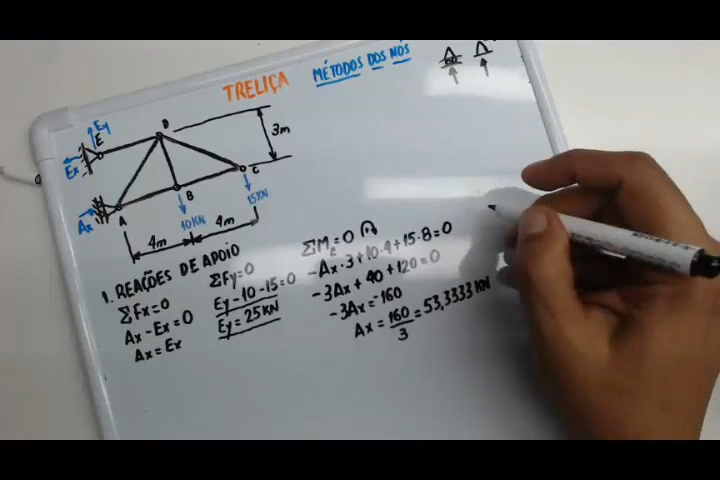 TRELIÇA
MÉTODOS DOS NÓS
Ey
E
Ex
D
3m
C
15KN
B
10KN
A
Ax
4m
4m
1. REAÇÕES DE APOIO
ΣFx=0
Ax-Ex=0
Ax=Ex
ΣFy=0
Ey-10-15=0
Ey=25KN
ΣME=0
-Ax·3+10·4+15·8=0
-3Ax+40+120=0
-3Ax=-160
Ax=160/3=53,3333KN